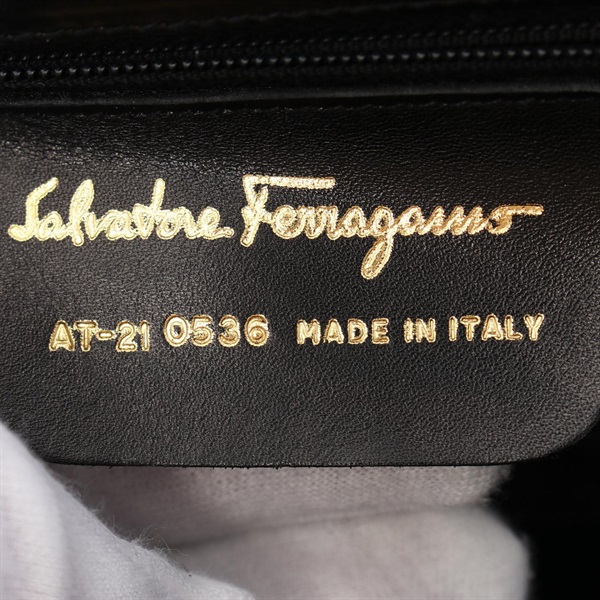 Salvatore Ferragamo
AT-21 0536 MADE IN ITALY